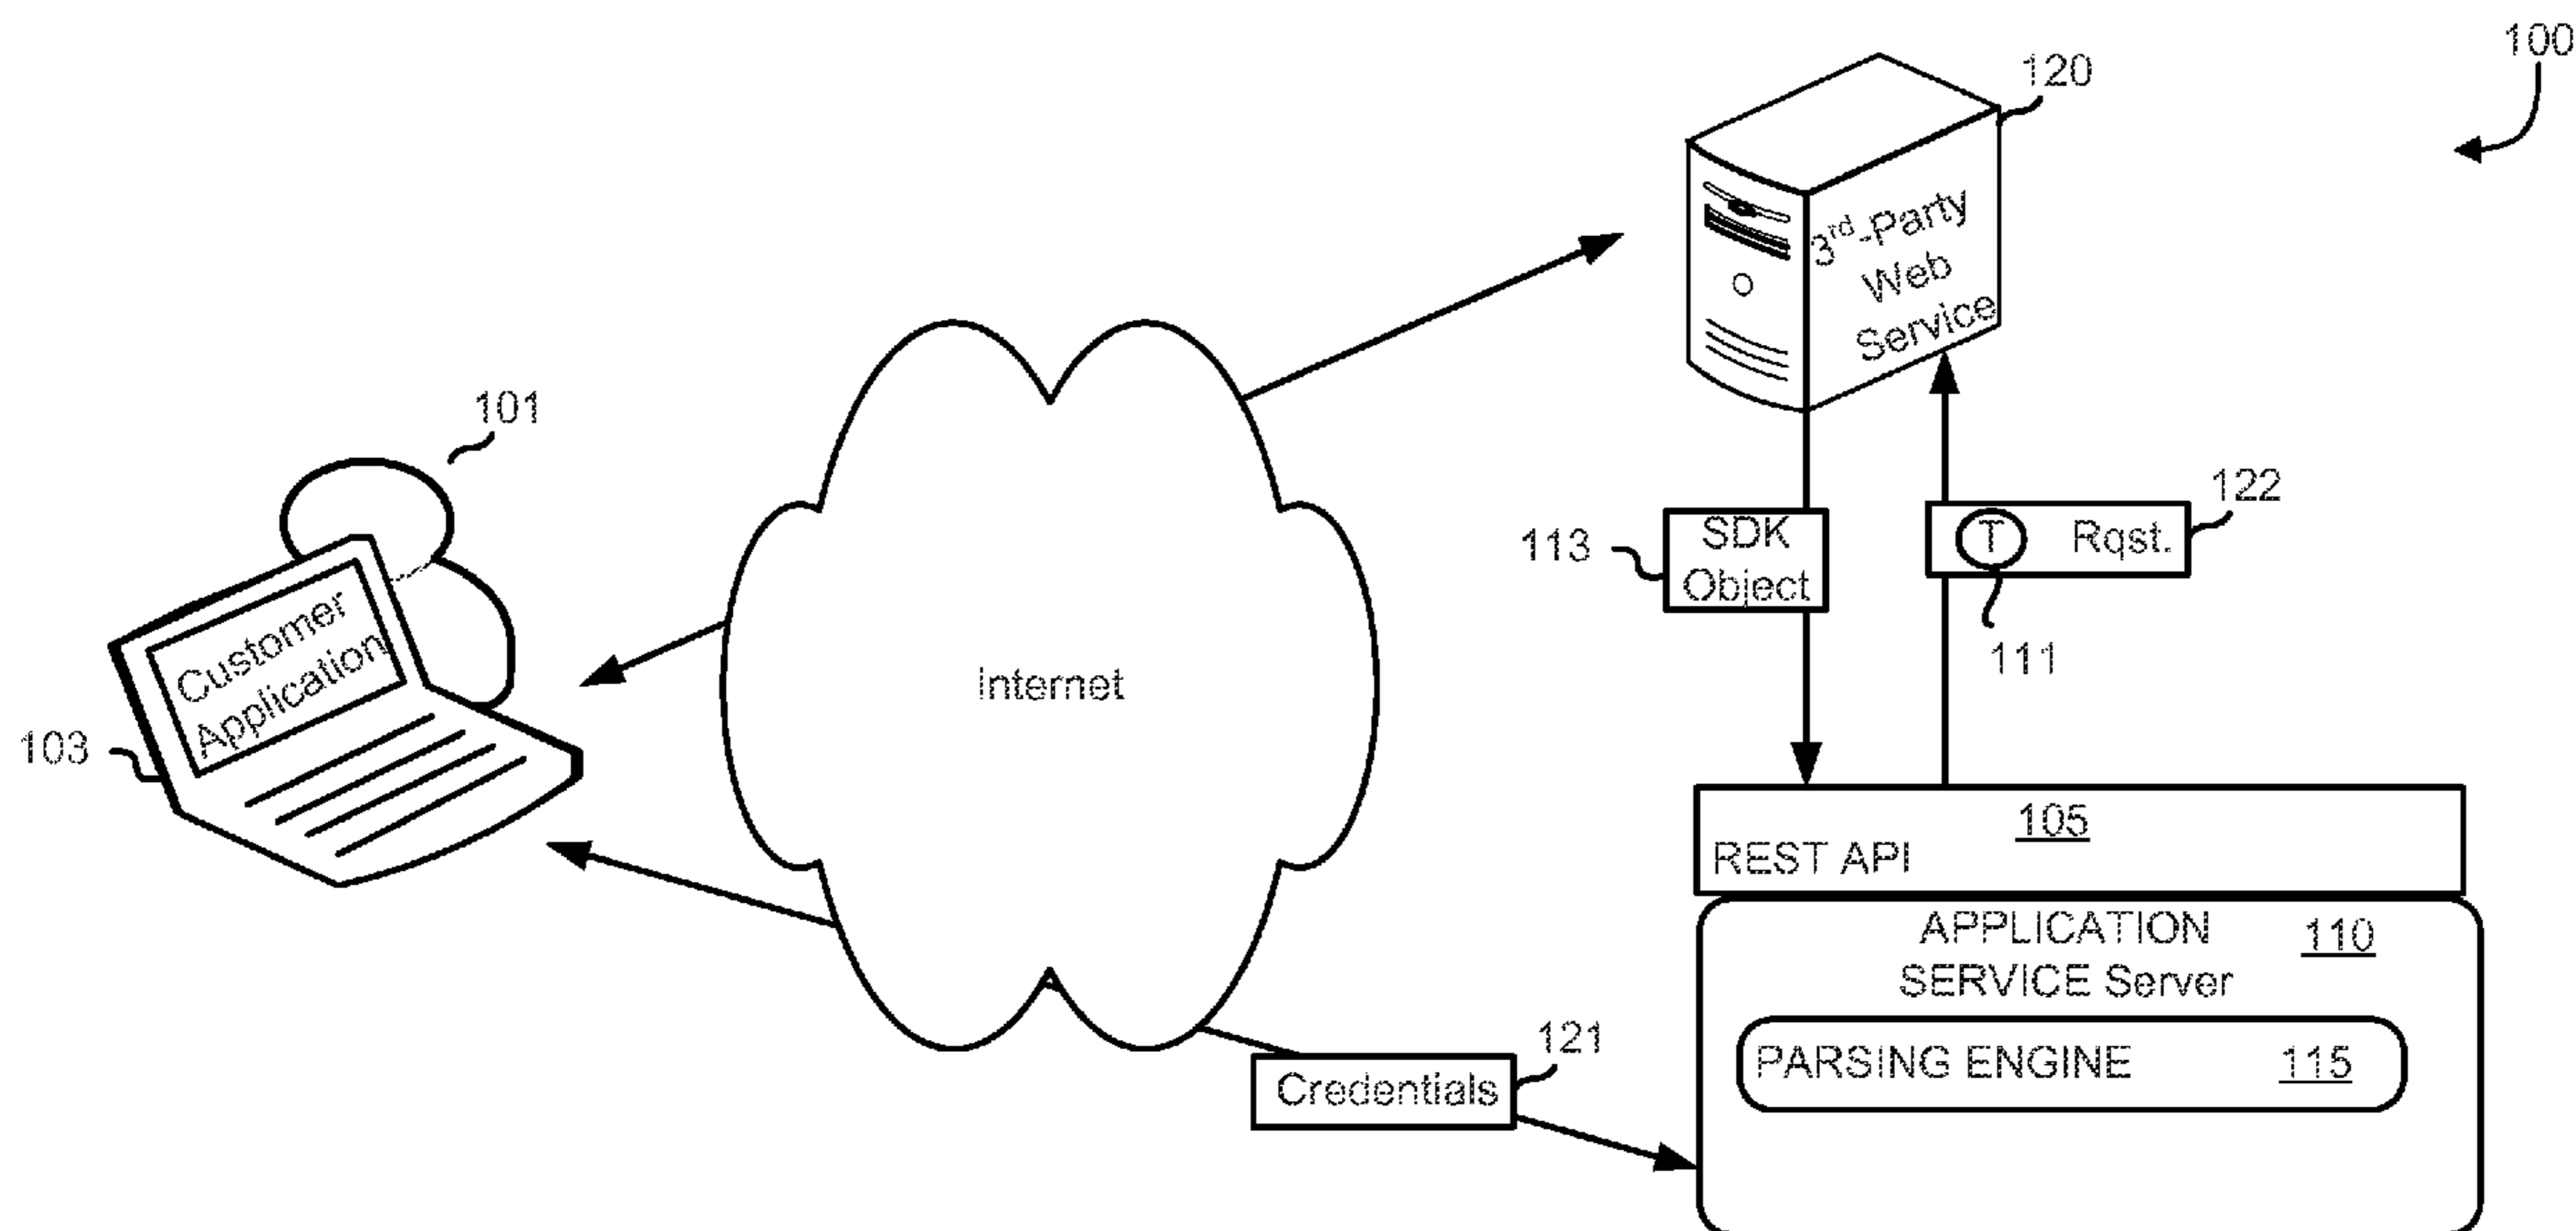 100
120
3rd-Party
Web
Service
101
122
SDK
Object
T
Rqst.
113
111
Customer
Application
Internet
103
105
REST API
APPLICATION
110
SERVICE Server
121
Credentials
PARSING ENGINE
115